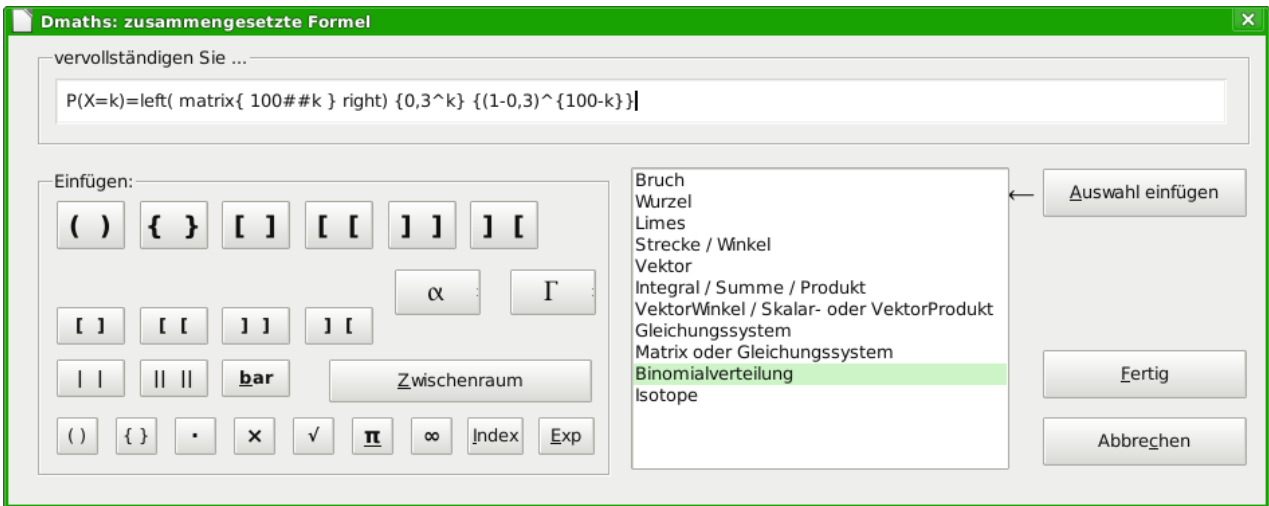 Dmaths: zusammengesetzte Formel
vervollständigen Sie ...
P(X=k)=left( matrix{ 100##k } right) {0,3^k} {(1-0,3)^{100-k}}
Einfügen:
( ) { } [ ] [ [ ] ] ] [
α Γ
[ ] [ [ ] ] ] [
| | || || bar Zwischenraum
( ) { } · × √ π ∞ Index Exp
Bruch
Wurzel
Limes
Strecke / Winkel
Vektor
Integral / Summe / Produkt
VektorWinkel / Skalar- oder VektorProdukt
Gleichungssystem
Matrix oder Gleichungssystem
Binomialverteilung
Isotope
← Auswahl einfügen
Fertig
Abbrechen